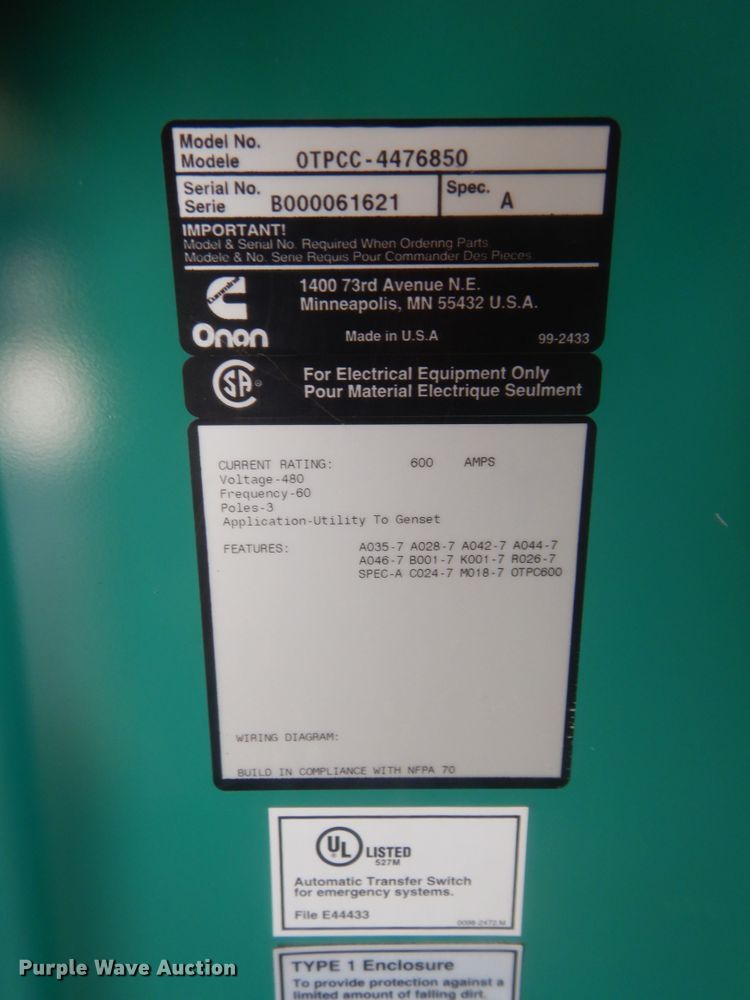 Model No.
Modele OTPCC-4476850
Serial No.
Serie B000061621
Spec. A
IMPORTANT!
Model & Serial No. Required When Ordering Parts
Modele & No. Serie Requis Pour Commander Des Pieces
Cummins
Onan
1400 73rd Avenue N.E.
Minneapolis, MN 55432 U.S.A.
Made in U.S.A 99-2433
CSA®
For Electrical Equipment Only
Pour Material Electrique Seulment
CURRENT RATING: 600 AMPS
Voltage-480
Frequency-60
Poles-3
Application-Utility To Genset
FEATURES: A035-7 A028-7 A042-7 A044-7
A046-7 B001-7 K001-7 R026-7
SPEC-A C024-7 M018-7 OTPC600
WIRING DIAGRAM:
BUILD IN COMPLIANCE WITH NFPA 70
UL LISTED
527M
Automatic Transfer Switch
for emergency systems.
File E44433 0098-2472 M
TYPE 1 Enclosure
To provide protection against a
limited amount of falling dirt.
Purple Wave Auction